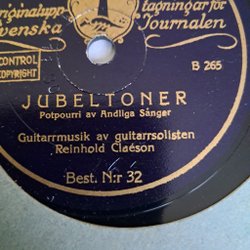 originalupp- tagningar för
Svenska Journalen
CONTROL
COPYRIGHT
B 265
JUBELTONER
Potpourri av Andliga Sånger
Guitarrmusik av guitarrsolisten
Reinhold Claéson
Best. N:r 32